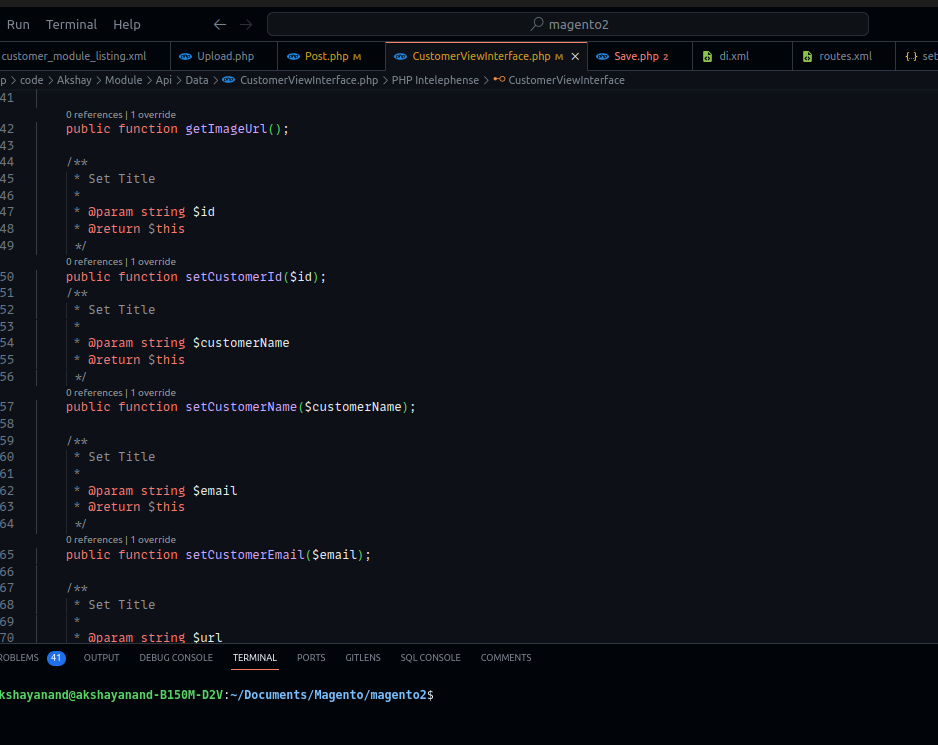 Run Terminal Help magento2
customer_module_listing.xml Upload.php Post.php M CustomerViewInterface.php M Save.php 2 di.xml routes.xml {..} set
p > code > Akshay > Module > Api > Data > CustomerViewInterface.php > PHP Intelephense > CustomerViewInterface
41
0 references | 1 override
42 public function getImageUrl();
43
44 /**
45 * Set Title
46 *
47 * @param string $id
48 * @return $this
49 */
0 references | 1 override
50 public function setCustomerId($id);
51 /**
52 * Set Title
53 *
54 * @param string $customerName
55 * @return $this
56 */
0 references | 1 override
57 public function setCustomerName($customerName);
58
59 /**
60 * Set Title
61 *
62 * @param string $email
63 * @return $this
64 */
0 references | 1 override
65 public function setCustomerEmail($email);
66
67 /**
68 * Set Title
69 *
70 * @param string $url
ROBLEMS 41 OUTPUT DEBUG CONSOLE TERMINAL PORTS GITLENS SQL CONSOLE COMMENTS
kshayanand@akshayanand-B150M-D2V:~/Documents/Magento/magento2$